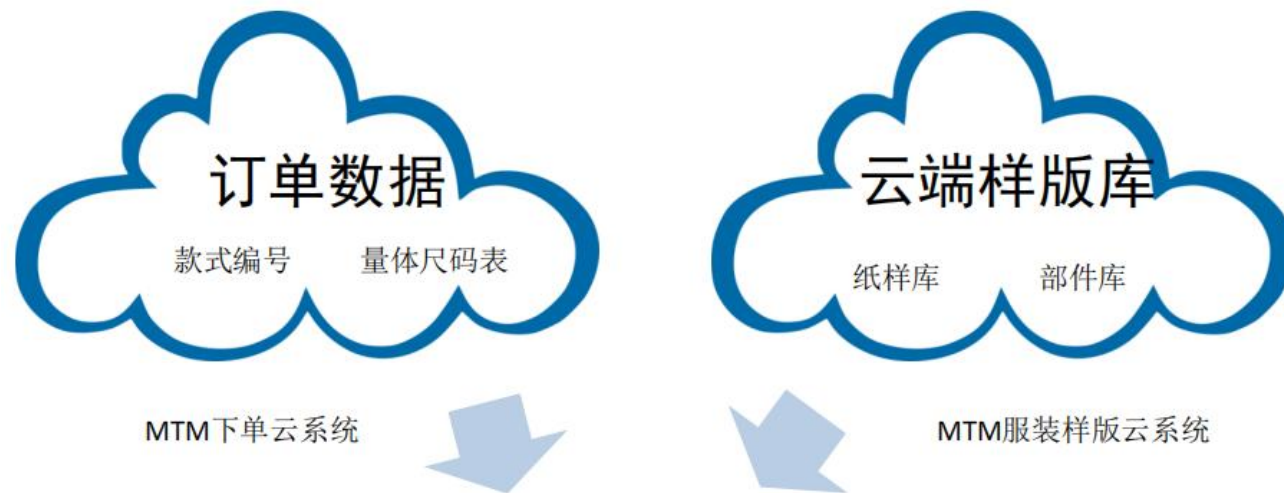 订单数据
款式编号 量体尺码表
MTM下单云系统
云端样版库
纸样库 部件库
MTM服装样版云系统